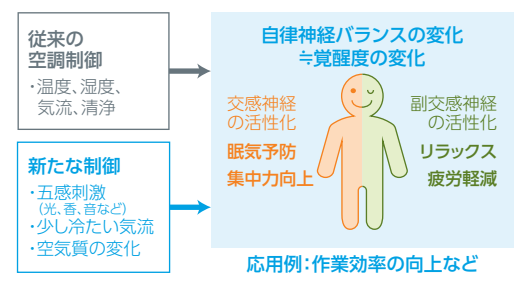 従来の
空調制御
・温度、湿度、
気流、清浄
新たな制御
・五感刺激
(光、香、音など)
・少し冷たい気流
・空気質の変化
自律神経バランスの変化
≒覚醒度の変化
交感神経
の活性化
眠気予防
集中力向上
副交感神経
の活性化
リラックス
疲労軽減
応用例：作業効率の向上など